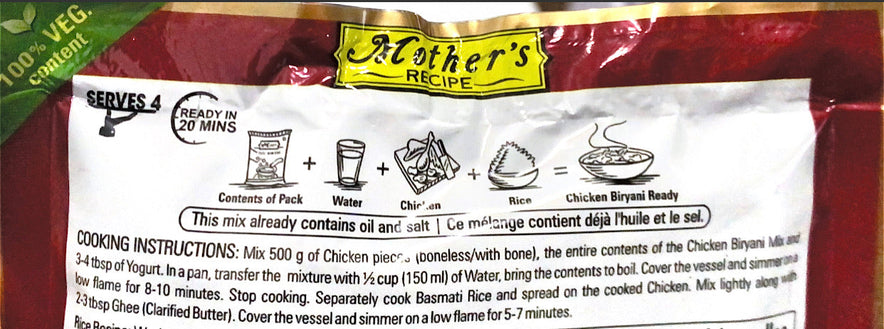 100% VEG.
content
Mother's
RECIPE
SERVES 4
READY IN
20 MINS
Contents of Pack + Water + Chicken + Rice = Chicken Biryani Ready
This mix already contains oil and salt | Ce mélange contient déjà l'huile et le sel.
COOKING INSTRUCTIONS: Mix 500 g of Chicken pieces (boneless/with bone), the entire contents of the Chicken Biryani Mix and
3-4 tbsp of Yogurt. In a pan, transfer the mixture with ½ cup (150 ml) of Water, bring the contents to boil. Cover the vessel and simmer on a
low flame for 8-10 minutes. Stop cooking. Separately cook Basmati Rice and spread on the cooked Chicken. Mix lightly along with
2-3 tbsp Ghee (Clarified Butter). Cover the vessel and simmer on a low flame for 5-7 minutes.
Rice